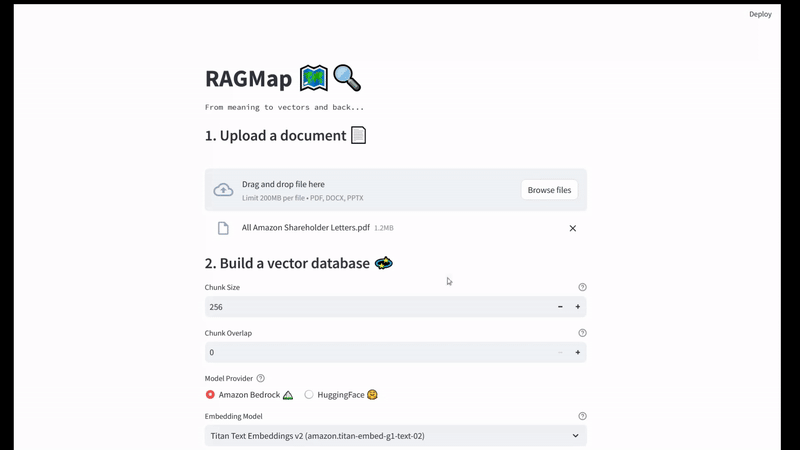 Deploy
RAGMap
From meaning to vectors and back...
1. Upload a document
Drag and drop file here
Limit 200MB per file • PDF, DOCX, PPTX
Browse files
All Amazon Shareholder Letters.pdf 1.2MB
2. Build a vector database
Chunk Size
256
Chunk Overlap
0
Model Provider
Amazon Bedrock HuggingFace
Embedding Model
Titan Text Embeddings v2 (amazon.titan-embed-g1-text-02)